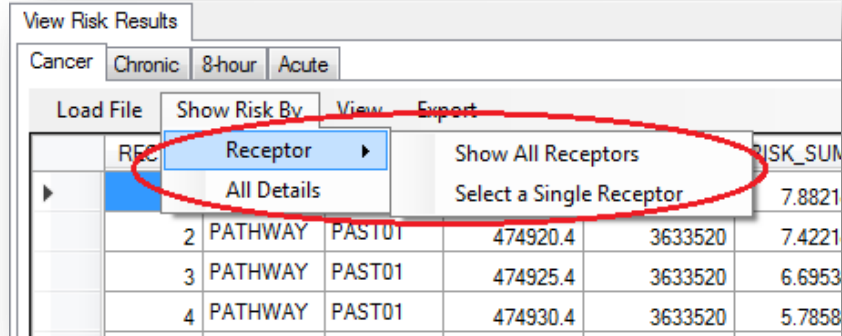 View Risk Results
Cancer Chronic 8-hour Acute
Load File Show Risk By View Export
REC Receptor Show All Receptors RISK_SUM
All Details Select a Single Receptor 7.8821
2 PATHWAY PAST01 474920.4 3633520 7.4221
3 PATHWAY PAST01 474925.4 3633520 6.6953
4 PATHWAY PAST01 474930.4 3633520 5.7858